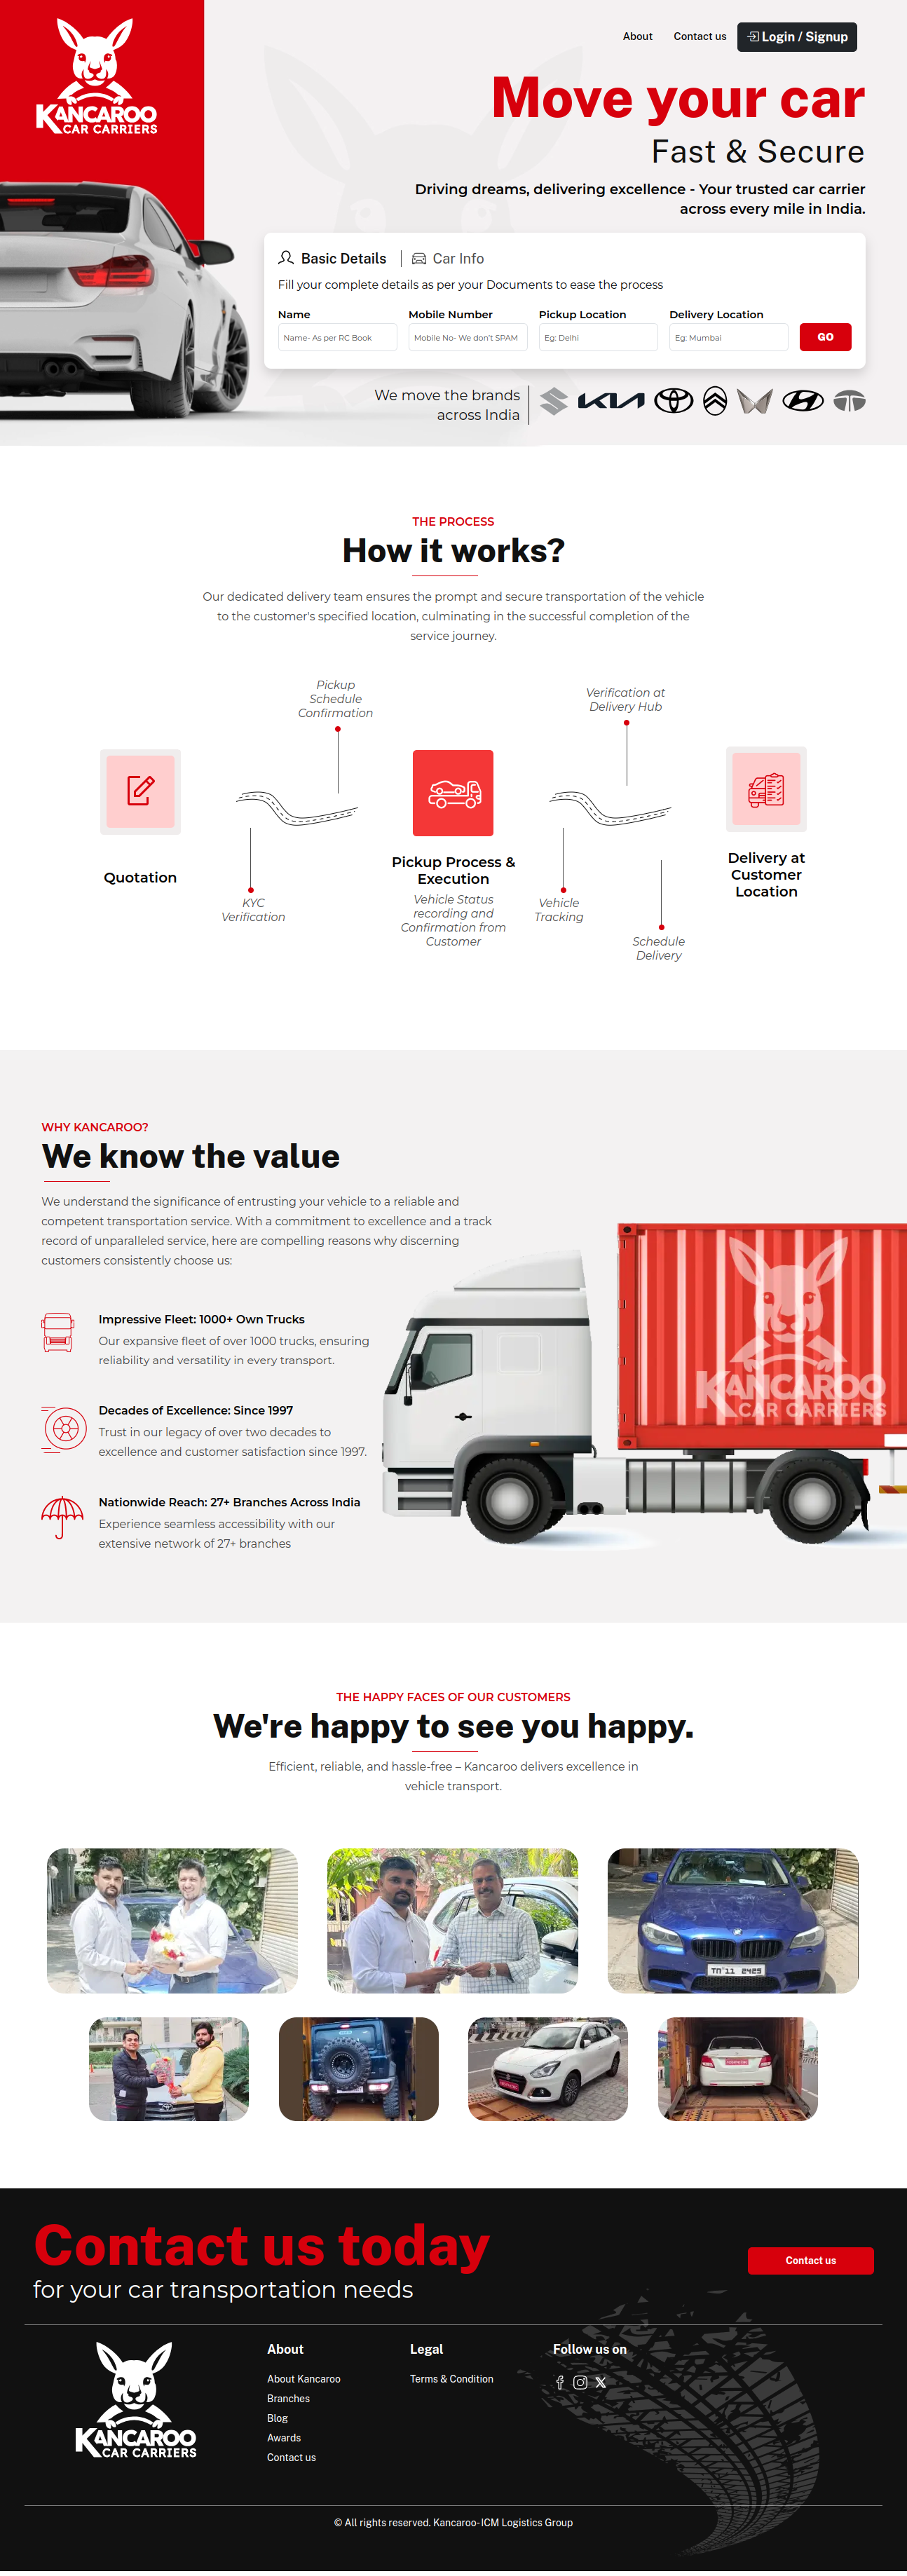 KANCAROO
CAR CARRIERS
About
Contact us
Login / Signup
Move your car
Fast & Secure
Driving dreams, delivering excellence - Your trusted car carrier
across every mile in India.
Basic Details
Car Info
Fill your complete details as per your Documents to ease the process
Name
Mobile Number
Pickup Location
Delivery Location
Name- As per RC Book
Mobile No- We don't SPAM
Eg: Delhi
Eg: Mumbai
GO
We move the brands
across India
KIA
THE PROCESS
How it works?
Our dedicated delivery team ensures the prompt and secure transportation of the vehicle
to the customer's specified location, culminating in the successful completion of the
service journey.
Pickup
Schedule
Confirmation
Verification at
Delivery Hub
Quotation
KYC
Verification
Pickup Process &
Execution
Vehicle Status
recording and
Confirmation from
Customer
Vehicle
Tracking
Schedule
Delivery
Delivery at
Customer
Location
WHY KANCAROO?
We know the value
We understand the significance of entrusting your vehicle to a reliable and
competent transportation service. With a commitment to excellence and a track
record of unparalleled service, here are compelling reasons why discerning
customers consistently choose us:
Impressive Fleet: 1000+ Own Trucks
Our expansive fleet of over 1000 trucks, ensuring
reliability and versatility in every transport.
Decades of Excellence: Since 1997
Trust in our legacy of over two decades to
excellence and customer satisfaction since 1997.
Nationwide Reach: 27+ Branches Across India
Experience seamless accessibility with our
extensive network of 27+ branches
KANCAROO
CAR CARRIERS
THE HAPPY FACES OF OUR CUSTOMERS
We're happy to see you happy.
Efficient, reliable, and hassle-free – Kancaroo delivers excellence in
vehicle transport.
TN 11 2425
Contact us today
for your car transportation needs
Contact us
KANCAROO
CAR CARRIERS
About
About Kancaroo
Branches
Blog
Awards
Contact us
Legal
Terms & Condition
Follow us on
© All rights reserved. Kancaroo-ICM Logistics Group